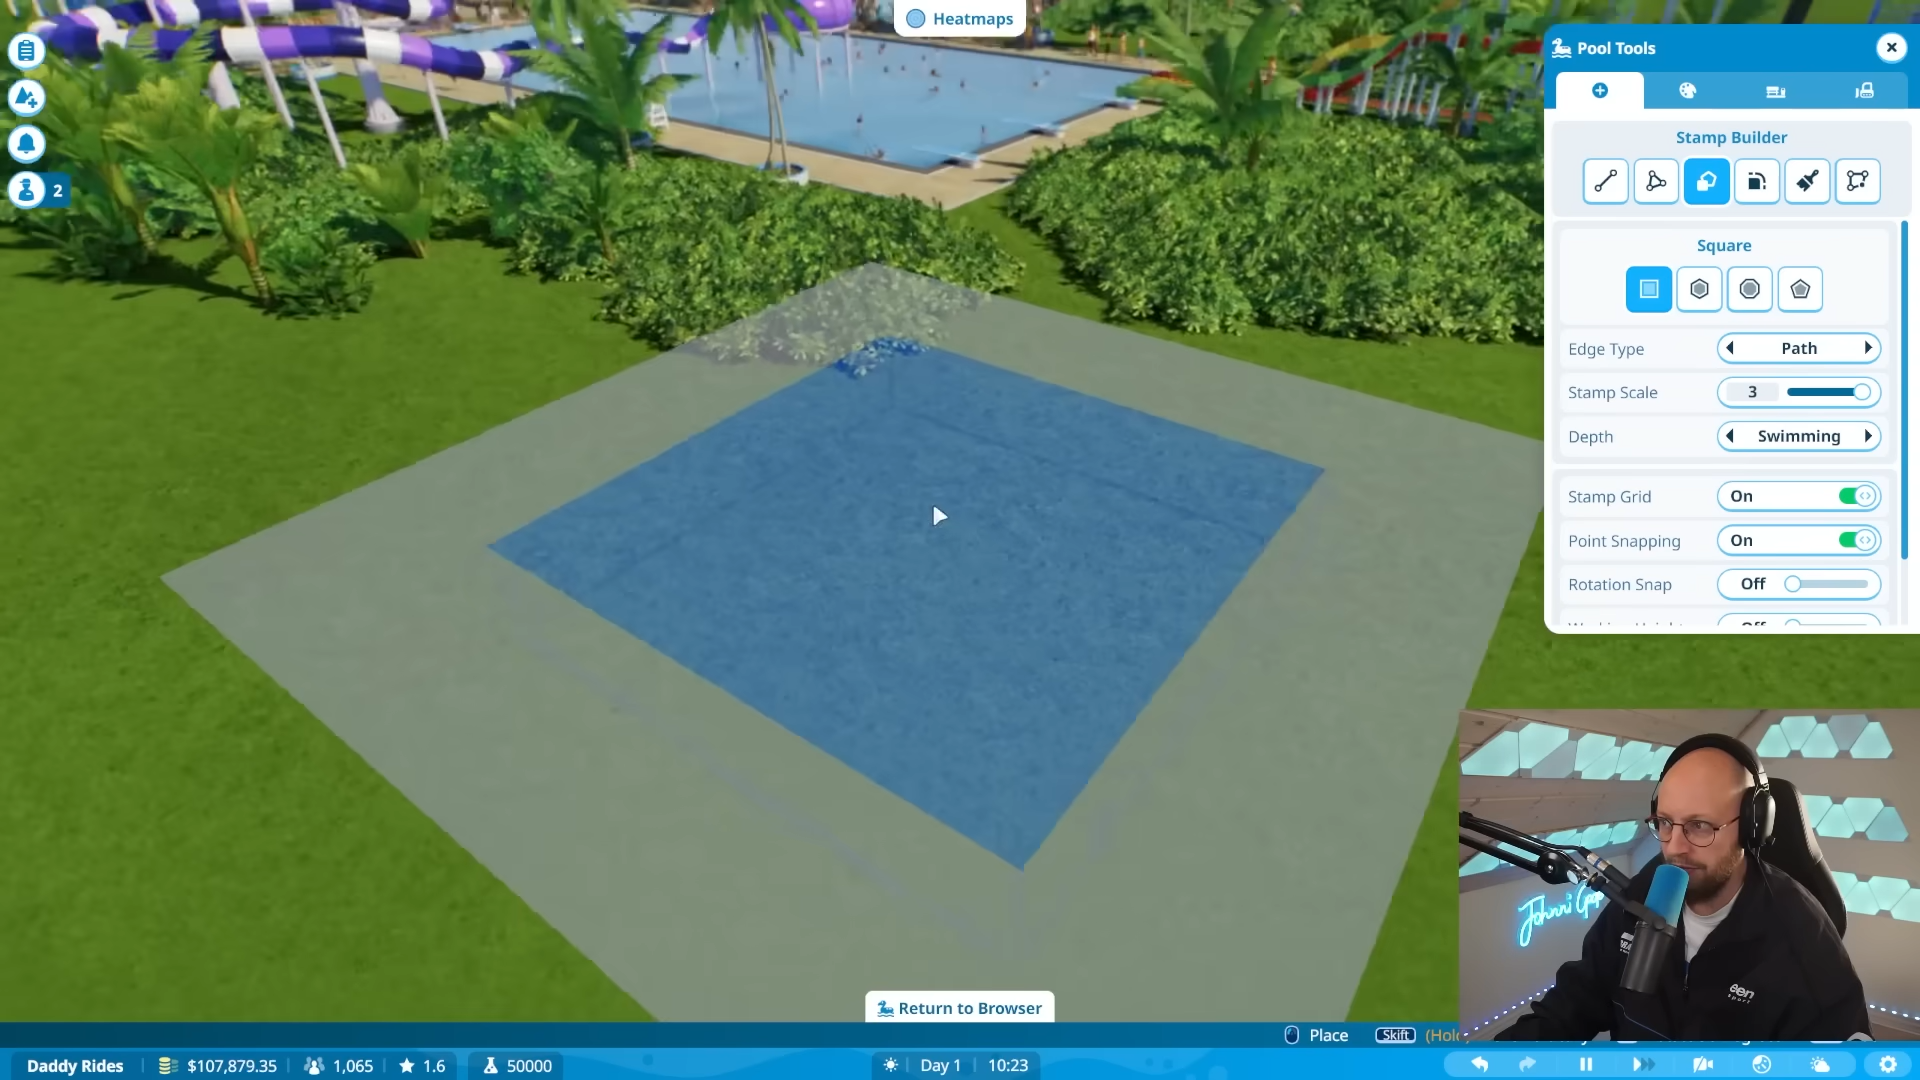 Heatmaps
Pool Tools
2
Stamp Builder
Square
Edge Type
Path
Stamp Scale
3
Depth
Swimming
Stamp Grid
On
Point Snapping
On
Rotation Snap
Off
Return to Browser
Place
Skift
Daddy Rides
$107,879.35
1,065
1.6
50000
Day 1
10:23